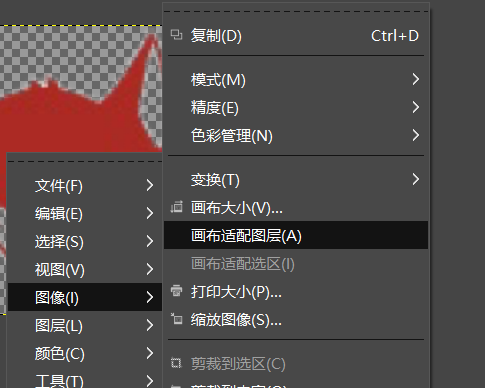 复制(D) Ctrl+D
模式(M)
精度(E)
色彩管理(N)
变换(T)
画布大小(V)...
画布适配图层(A)
画布适配选区(I)
打印大小(P)...
缩放图像(S)...
剪裁到选区(C)
文件(F)
编辑(E)
选择(S)
视图(V)
图像(I)
图层(L)
颜色(C)
工具(T)